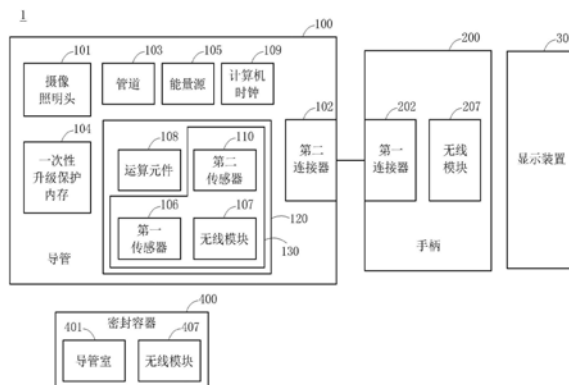 1
100
101
摄像
照明头
103
管道
105
能量源
109
计算机
时钟
104
一次性
升级保护
内存
108
运算元件
110
第二
传感器
106
第一
传感器
107
无线模块
120
130
导管
102
第二
连接器
200
202
第一
连接器
207
无线
模块
手柄
30
显示装置
400
密封容器
401
导管室
407
无线模块